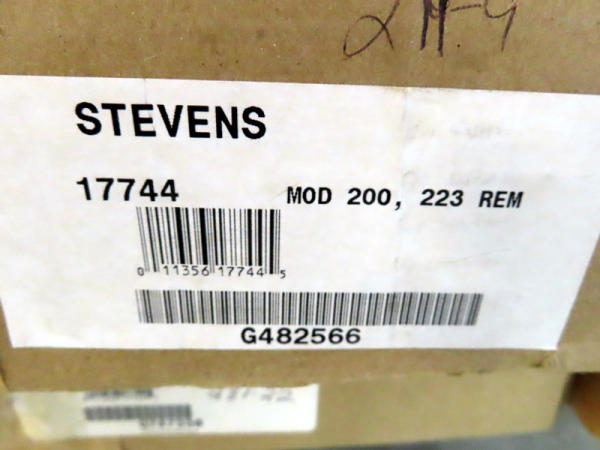 STEVENS
17744 MOD 200, 223 REM
0 11356 17744 5
G482566